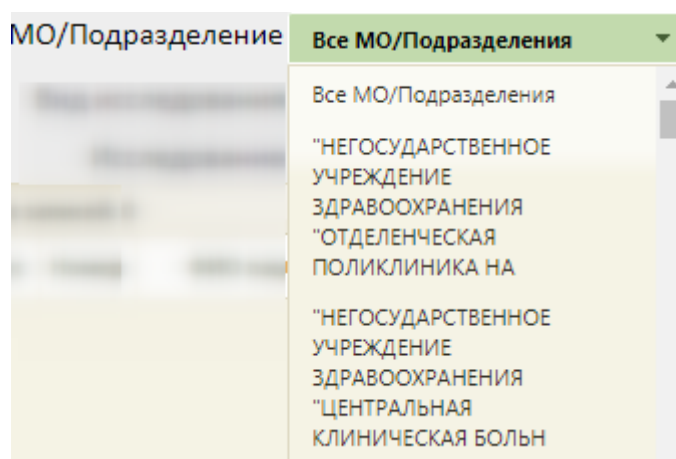 МО/Подразделение
Все МО/Подразделения
Все МО/Подразделения
"НЕГОСУДАРСТВЕННОЕ
УЧРЕЖДЕНИЕ
ЗДРАВООХРАНЕНИЯ
"ОТДЕЛЕНЧЕСКАЯ
ПОЛИКЛИНИКА НА
"НЕГОСУДАРСТВЕННОЕ
УЧРЕЖДЕНИЕ
ЗДРАВООХРАНЕНИЯ
"ЦЕНТРАЛЬНАЯ
КЛИНИЧЕСКАЯ БОЛЬН